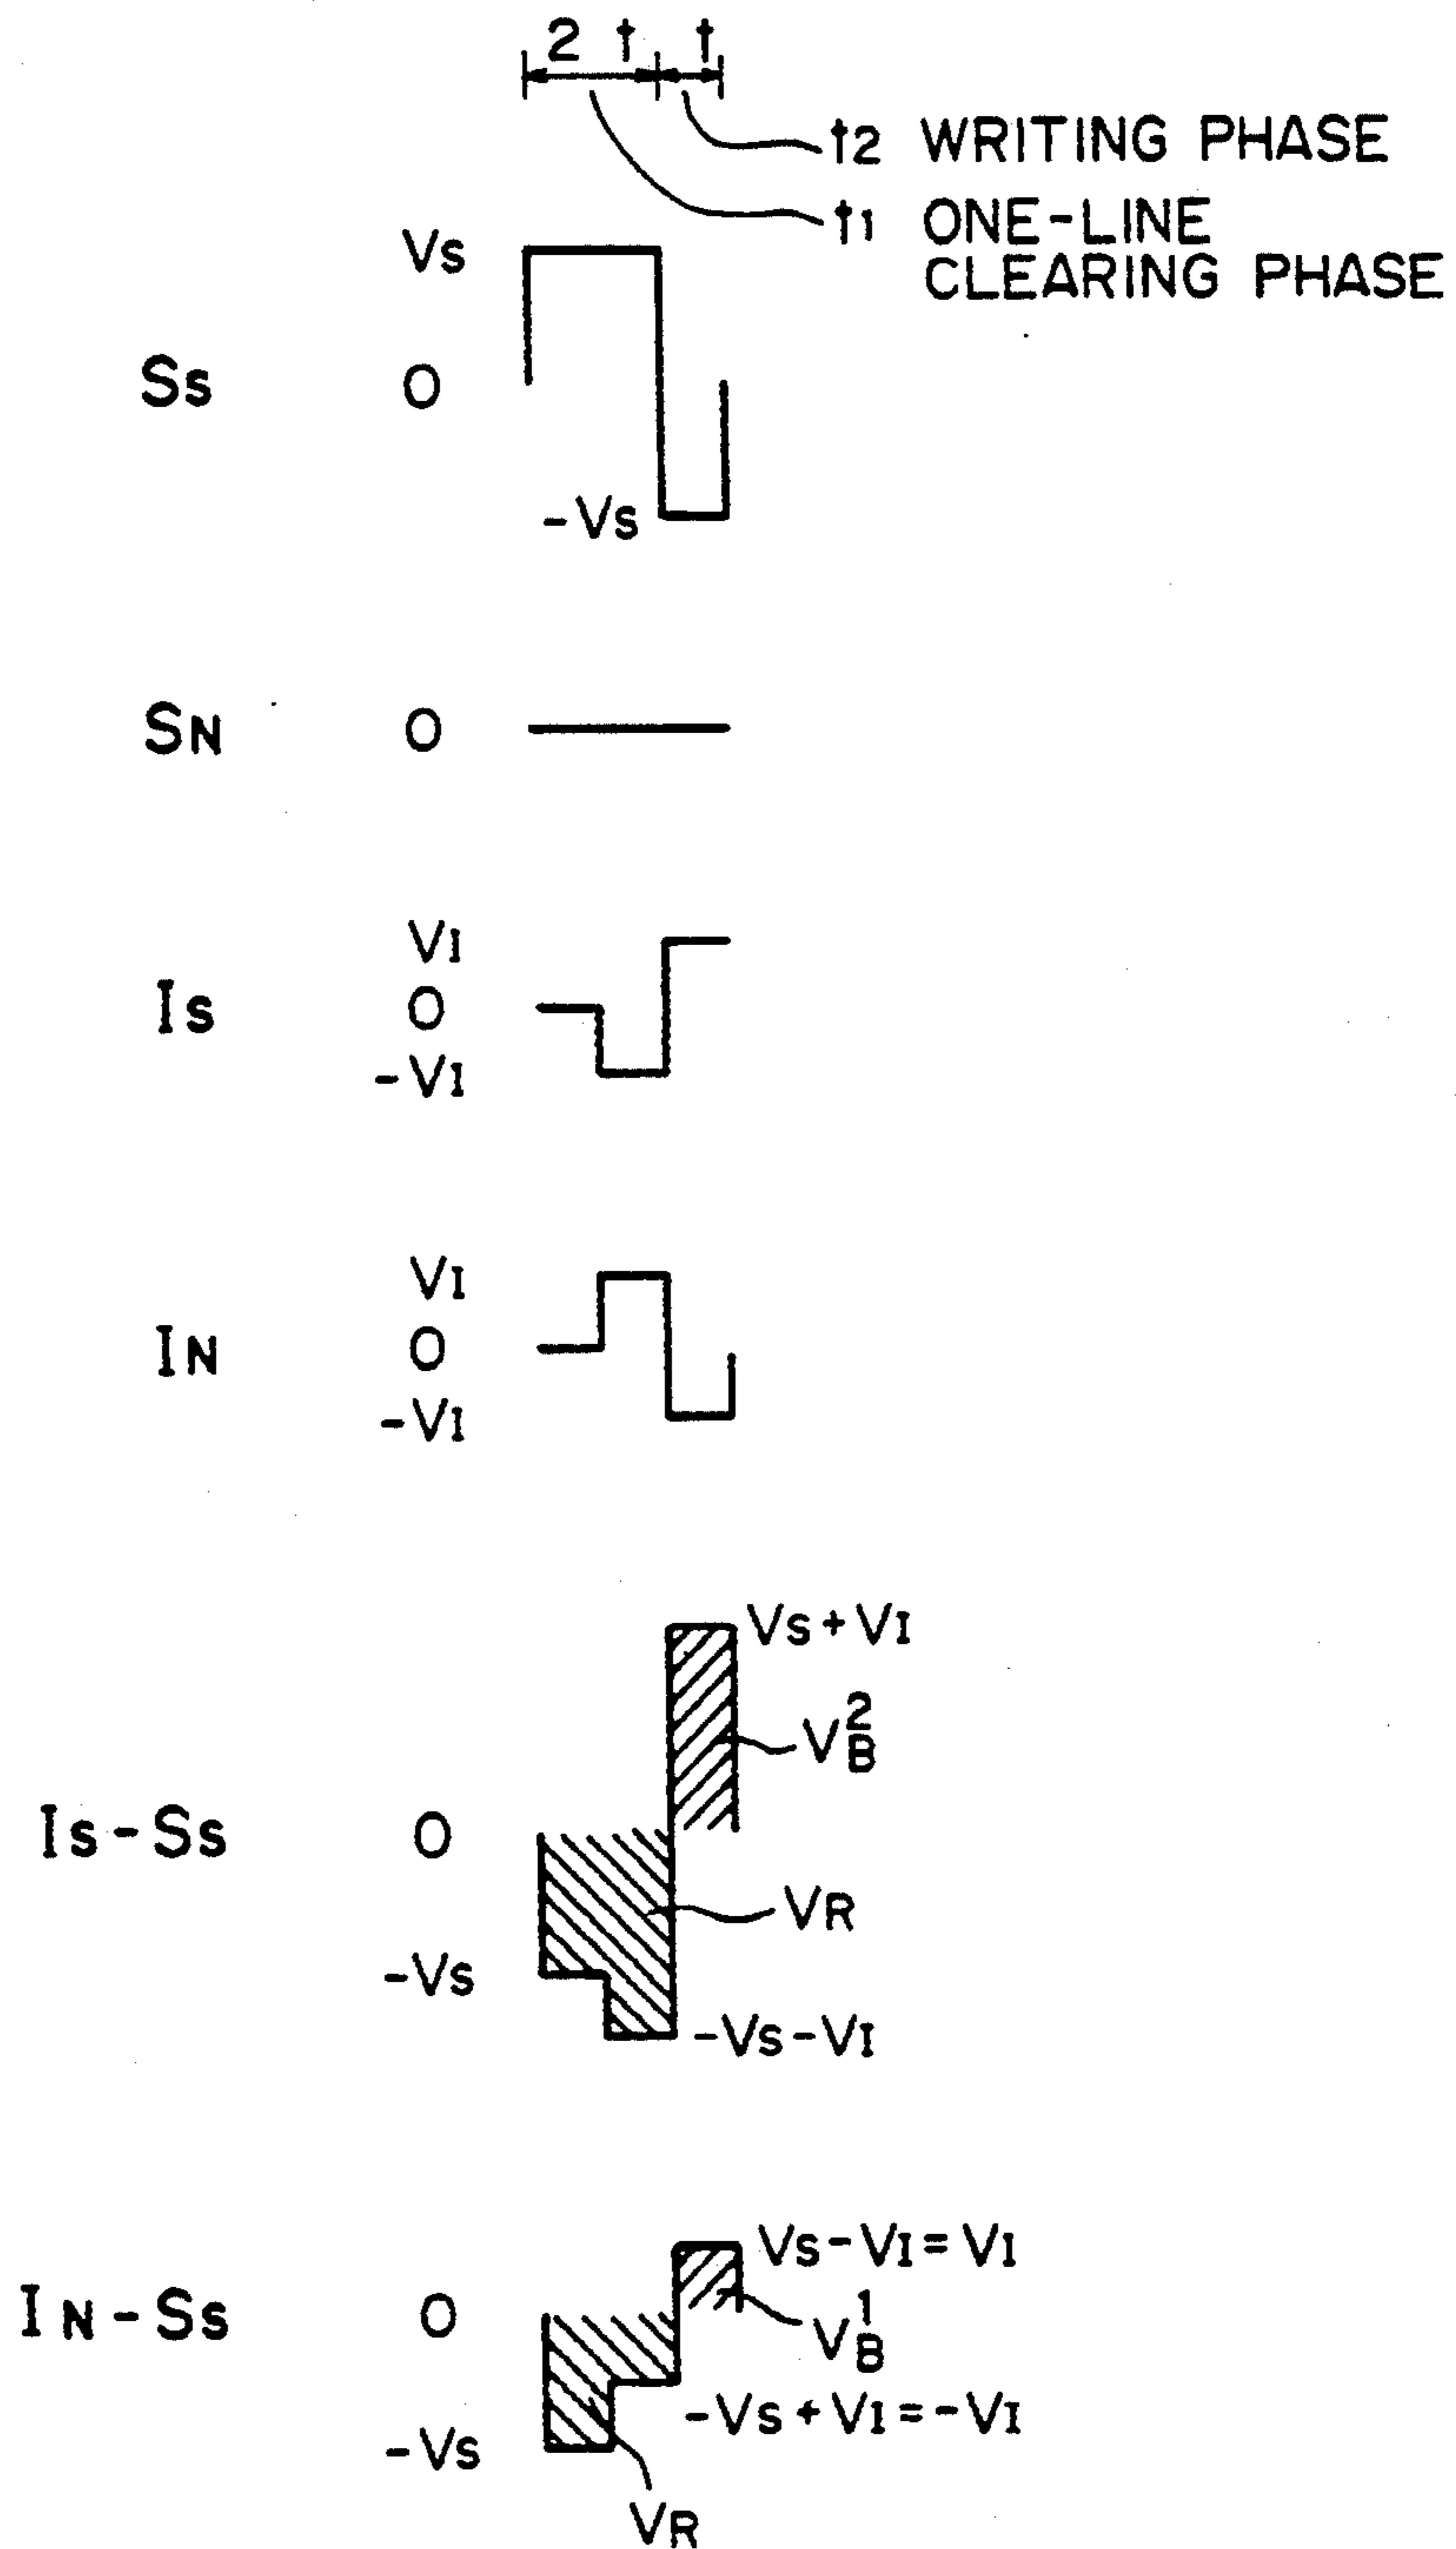 2 t t
t2 WRITING PHASE
t1 ONE-LINE
CLEARING PHASE
Vs
Ss 0
-Vs
SN 0
VI
Is 0
-VI
VI
IN 0
-VI
Vs+VI
VB2
Is-Ss 0
VR
-Vs
-Vs-VI
Vs-VI=VI
IN-Ss 0
VB1
-Vs+VI=-VI
-Vs
VR